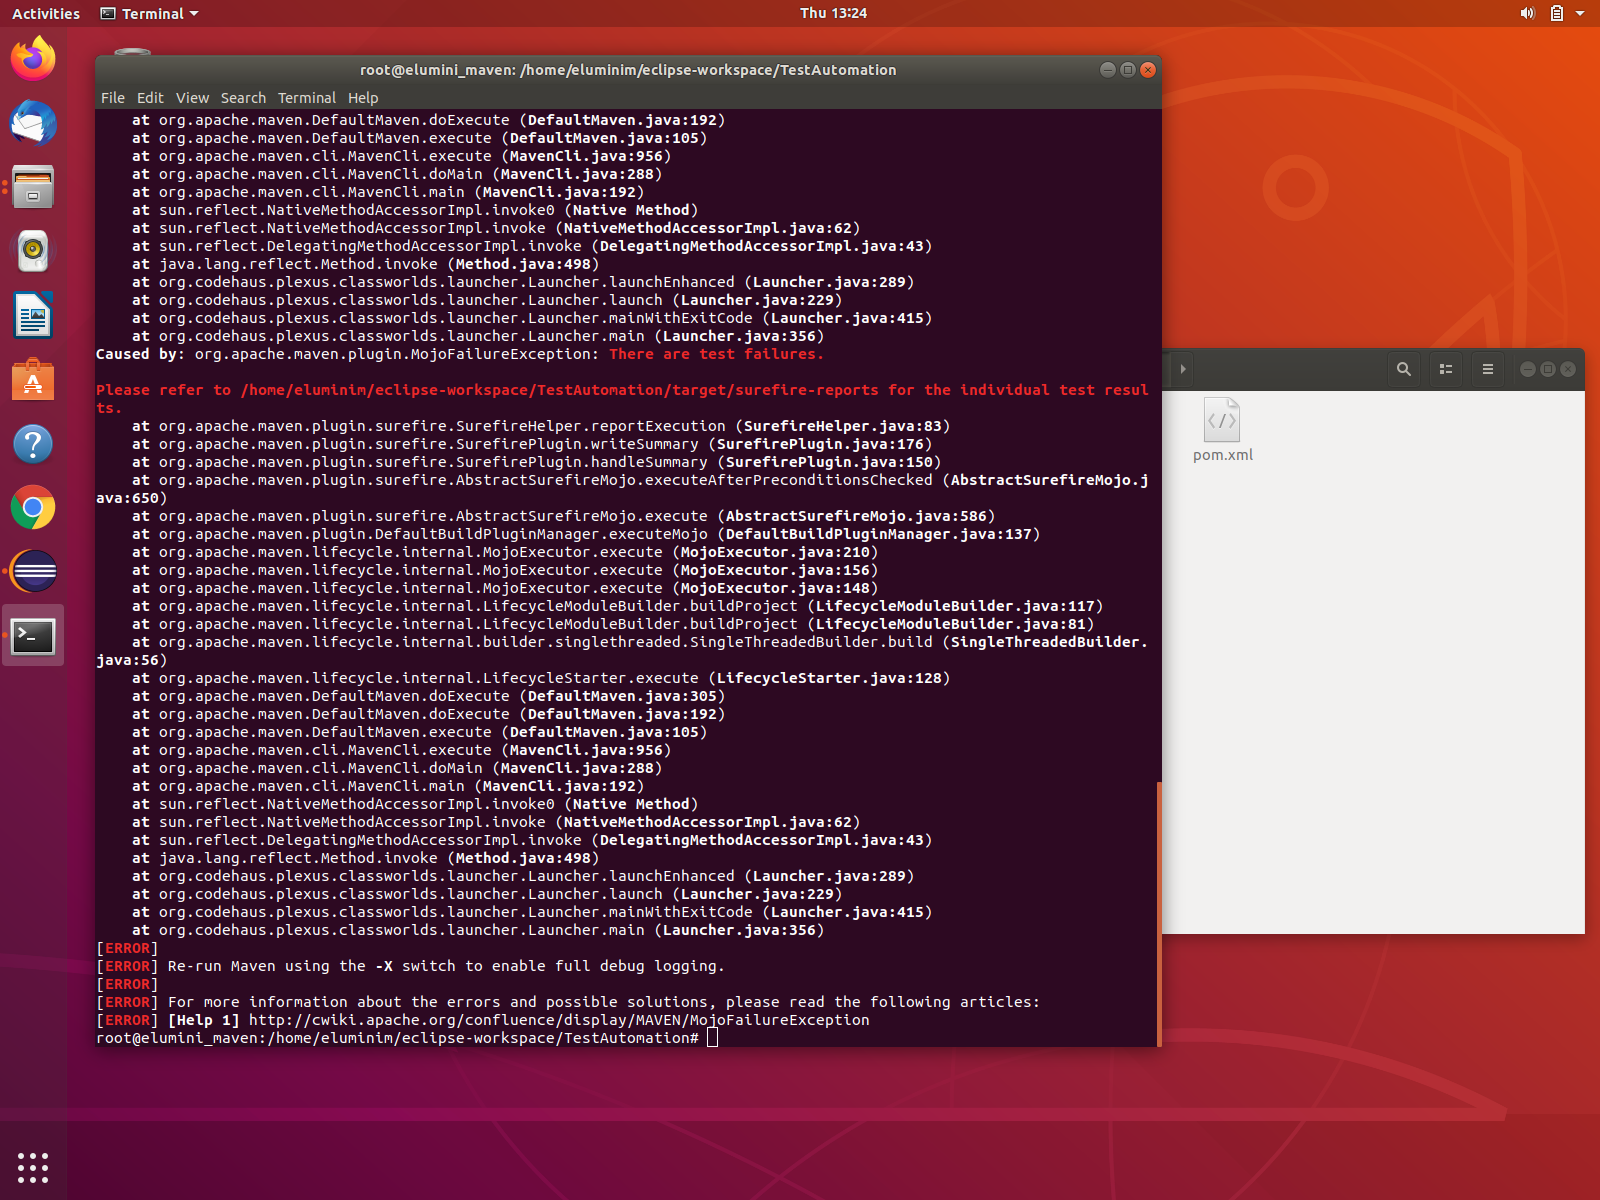 Activities Terminal Thu 13:24
root@elumini_maven: /home/eluminim/eclipse-workspace/TestAutomation
File Edit View Search Terminal Help
at org.apache.maven.DefaultMaven.doExecute (DefaultMaven.java:192)
at org.apache.maven.DefaultMaven.execute (DefaultMaven.java:105)
at org.apache.maven.cli.MavenCli.execute (MavenCli.java:956)
at org.apache.maven.cli.MavenCli.doMain (MavenCli.java:288)
at org.apache.maven.cli.MavenCli.main (MavenCli.java:192)
at sun.reflect.NativeMethodAccessorImpl.invoke0 (Native Method)
at sun.reflect.NativeMethodAccessorImpl.invoke (NativeMethodAccessorImpl.java:62)
at sun.reflect.DelegatingMethodAccessorImpl.invoke (DelegatingMethodAccessorImpl.java:43)
at java.lang.reflect.Method.invoke (Method.java:498)
at org.codehaus.plexus.classworlds.launcher.Launcher.launchEnhanced (Launcher.java:289)
at org.codehaus.plexus.classworlds.launcher.Launcher.launch (Launcher.java:229)
at org.codehaus.plexus.classworlds.launcher.Launcher.mainWithExitCode (Launcher.java:415)
at org.codehaus.plexus.classworlds.launcher.Launcher.main (Launcher.java:356)
Caused by: org.apache.maven.plugin.MojoFailureException: There are test failures.
Please refer to /home/eluminim/eclipse-workspace/TestAutomation/target/surefire-reports for the individual test resul
ts.
at org.apache.maven.plugin.surefire.SurefireHelper.reportExecution (SurefireHelper.java:83)
at org.apache.maven.plugin.surefire.SurefirePlugin.writeSummary (SurefirePlugin.java:176)
at org.apache.maven.plugin.surefire.SurefirePlugin.handleSummary (SurefirePlugin.java:150)
at org.apache.maven.plugin.surefire.AbstractSurefireMojo.executeAfterPreconditionsChecked (AbstractSurefireMojo.j
ava:650)
at org.apache.maven.plugin.surefire.AbstractSurefireMojo.execute (AbstractSurefireMojo.java:586)
at org.apache.maven.plugin.DefaultBuildPluginManager.executeMojo (DefaultBuildPluginManager.java:137)
at org.apache.maven.lifecycle.internal.MojoExecutor.execute (MojoExecutor.java:210)
at org.apache.maven.lifecycle.internal.MojoExecutor.execute (MojoExecutor.java:156)
at org.apache.maven.lifecycle.internal.MojoExecutor.execute (MojoExecutor.java:148)
at org.apache.maven.lifecycle.internal.LifecycleModuleBuilder.buildProject (LifecycleModuleBuilder.java:117)
at org.apache.maven.lifecycle.internal.LifecycleModuleBuilder.buildProject (LifecycleModuleBuilder.java:81)
at org.apache.maven.lifecycle.internal.builder.singlethreaded.SingleThreadedBuilder.build (SingleThreadedBuilder.
java:56)
at org.apache.maven.lifecycle.internal.LifecycleStarter.execute (LifecycleStarter.java:128)
at org.apache.maven.DefaultMaven.doExecute (DefaultMaven.java:305)
at org.apache.maven.DefaultMaven.doExecute (DefaultMaven.java:192)
at org.apache.maven.DefaultMaven.execute (DefaultMaven.java:105)
at org.apache.maven.cli.MavenCli.execute (MavenCli.java:956)
at org.apache.maven.cli.MavenCli.doMain (MavenCli.java:288)
at org.apache.maven.cli.MavenCli.main (MavenCli.java:192)
at sun.reflect.NativeMethodAccessorImpl.invoke0 (Native Method)
at sun.reflect.NativeMethodAccessorImpl.invoke (NativeMethodAccessorImpl.java:62)
at sun.reflect.DelegatingMethodAccessorImpl.invoke (DelegatingMethodAccessorImpl.java:43)
at java.lang.reflect.Method.invoke (Method.java:498)
at org.codehaus.plexus.classworlds.launcher.Launcher.launchEnhanced (Launcher.java:289)
at org.codehaus.plexus.classworlds.launcher.Launcher.launch (Launcher.java:229)
at org.codehaus.plexus.classworlds.launcher.Launcher.mainWithExitCode (Launcher.java:415)
at org.codehaus.plexus.classworlds.launcher.Launcher.main (Launcher.java:356)
[ERROR]
[ERROR] Re-run Maven using the -X switch to enable full debug logging.
[ERROR]
[ERROR] For more information about the errors and possible solutions, please read the following articles:
[ERROR] [Help 1] http://cwiki.apache.org/confluence/display/MAVEN/MojoFailureException
root@elumini_maven:/home/eluminim/eclipse-workspace/TestAutomation#
pom.xml